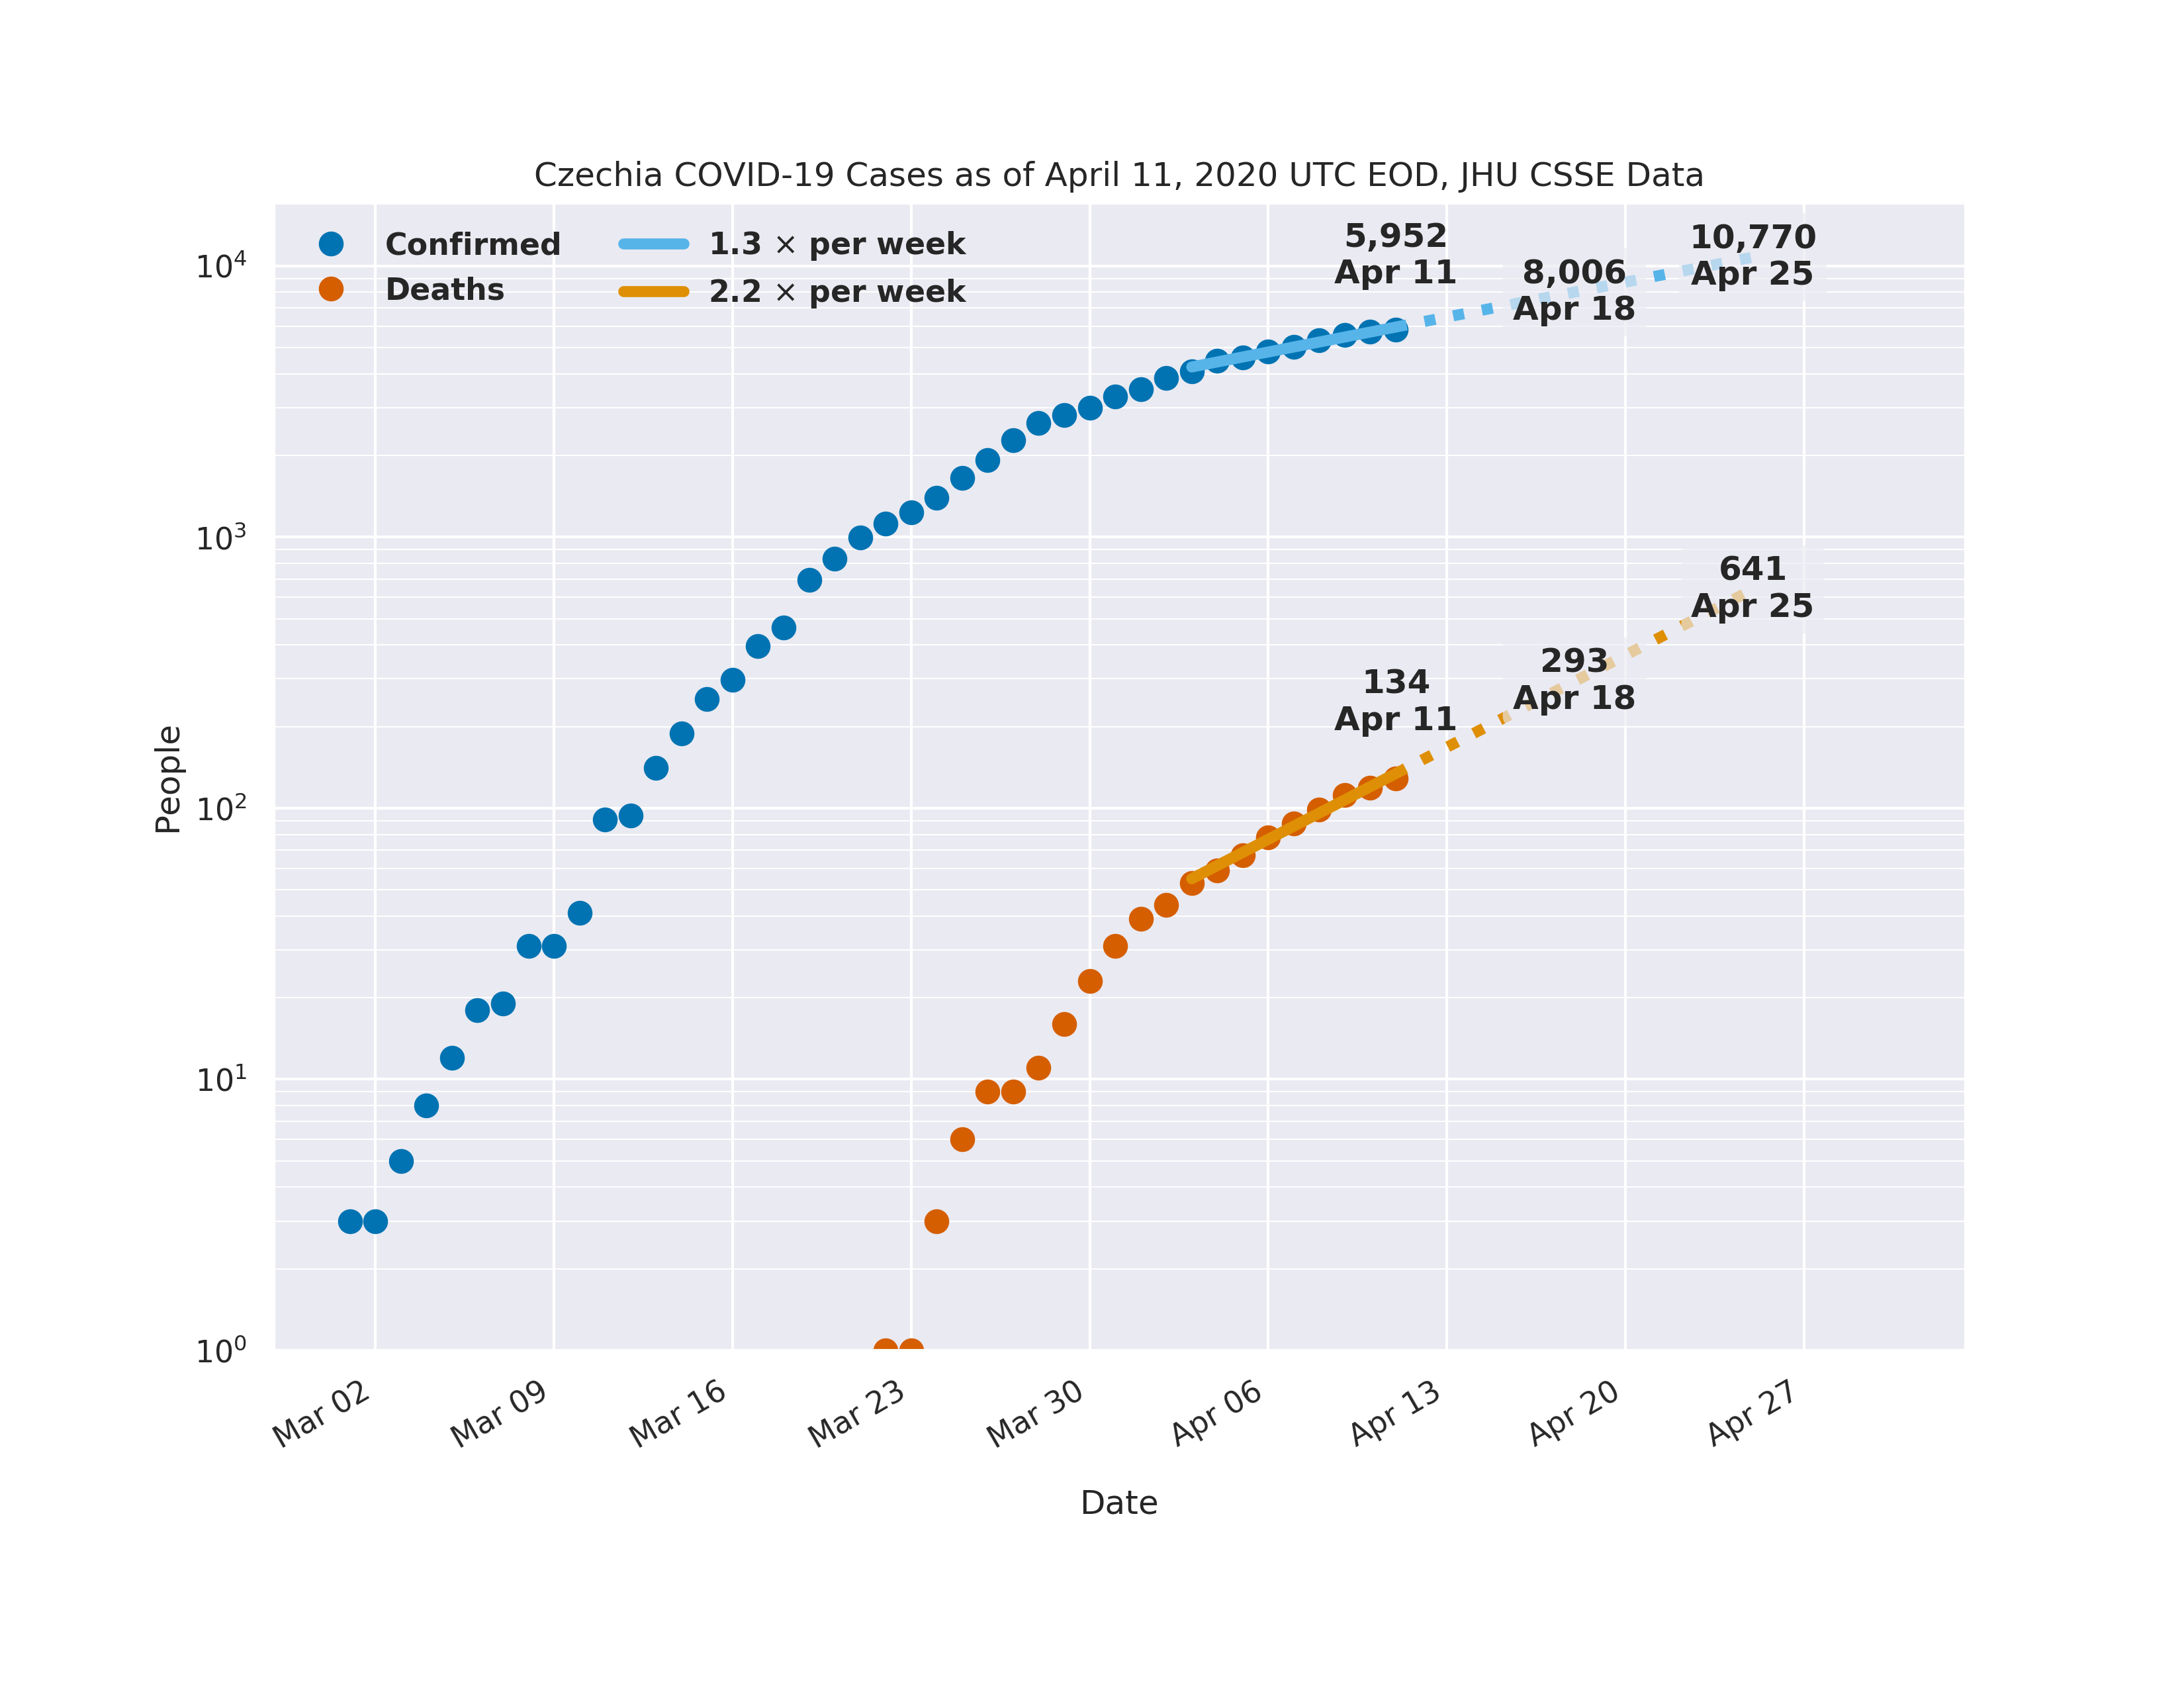 Czechia COVID-19 Cases as of April 11, 2020 UTC EOD, JHU CSSE Data
Confirmed
Deaths
1.3 × per week
2.2 × per week
5,952
Apr 11
8,006
Apr 18
10,770
Apr 25
134
Apr 11
293
Apr 18
641
Apr 25
People
10⁴
10³
10²
10¹
10⁰
Mar 02
Mar 09
Mar 16
Mar 23
Mar 30
Apr 06
Apr 13
Apr 20
Apr 27
Date